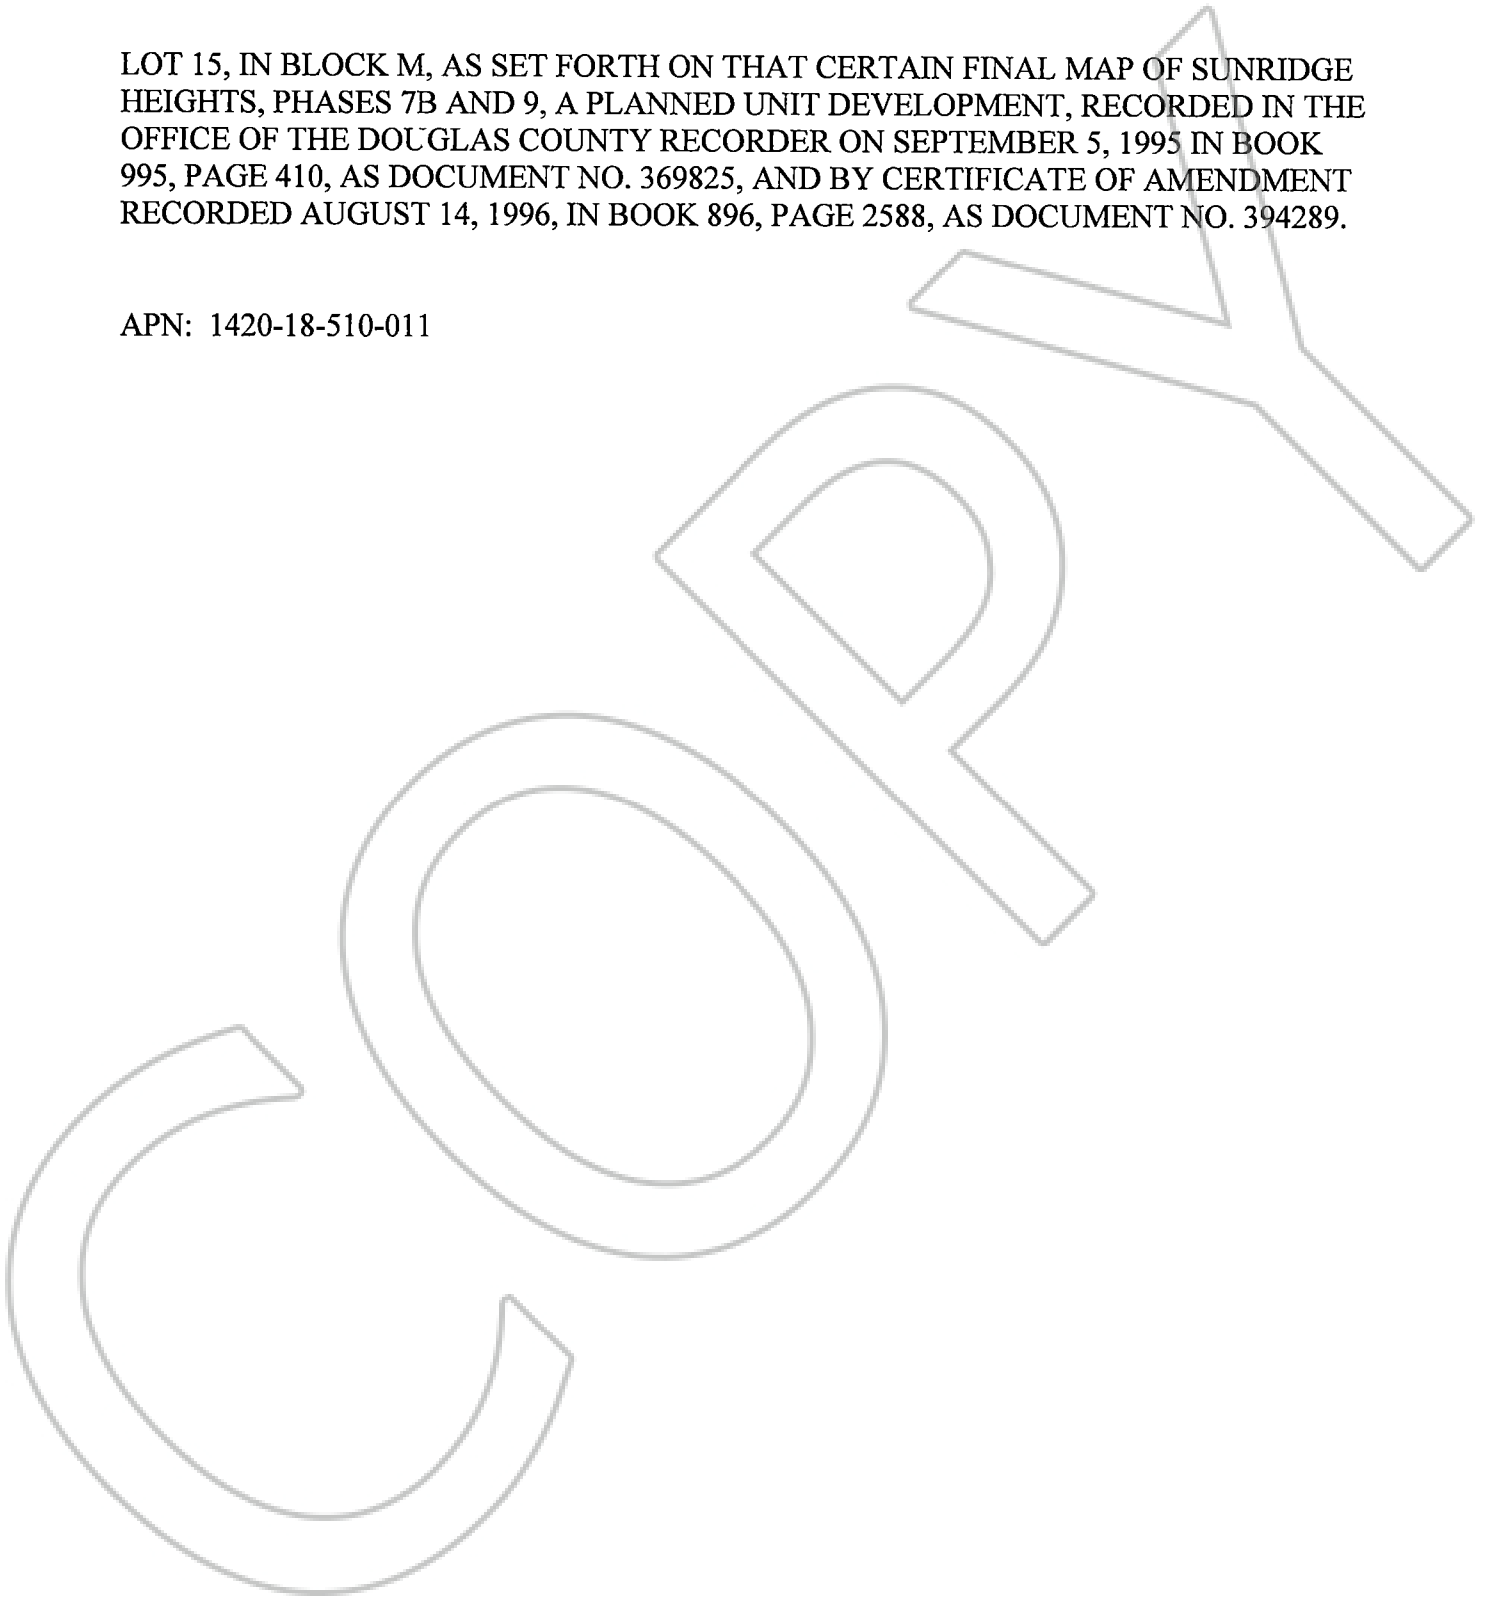 LOT 15, IN BLOCK M, AS SET FORTH ON THAT CERTAIN FINAL MAP OF SUNRIDGE
HEIGHTS, PHASES 7B AND 9, A PLANNED UNIT DEVELOPMENT, RECORDED IN THE
OFFICE OF THE DOUGLAS COUNTY RECORDER ON SEPTEMBER 5, 1995 IN BOOK
995, PAGE 410, AS DOCUMENT NO. 369825, AND BY CERTIFICATE OF AMENDMENT
RECORDED AUGUST 14, 1996, IN BOOK 896, PAGE 2588, AS DOCUMENT NO. 394289.
APN: 1420-18-510-011
COPY